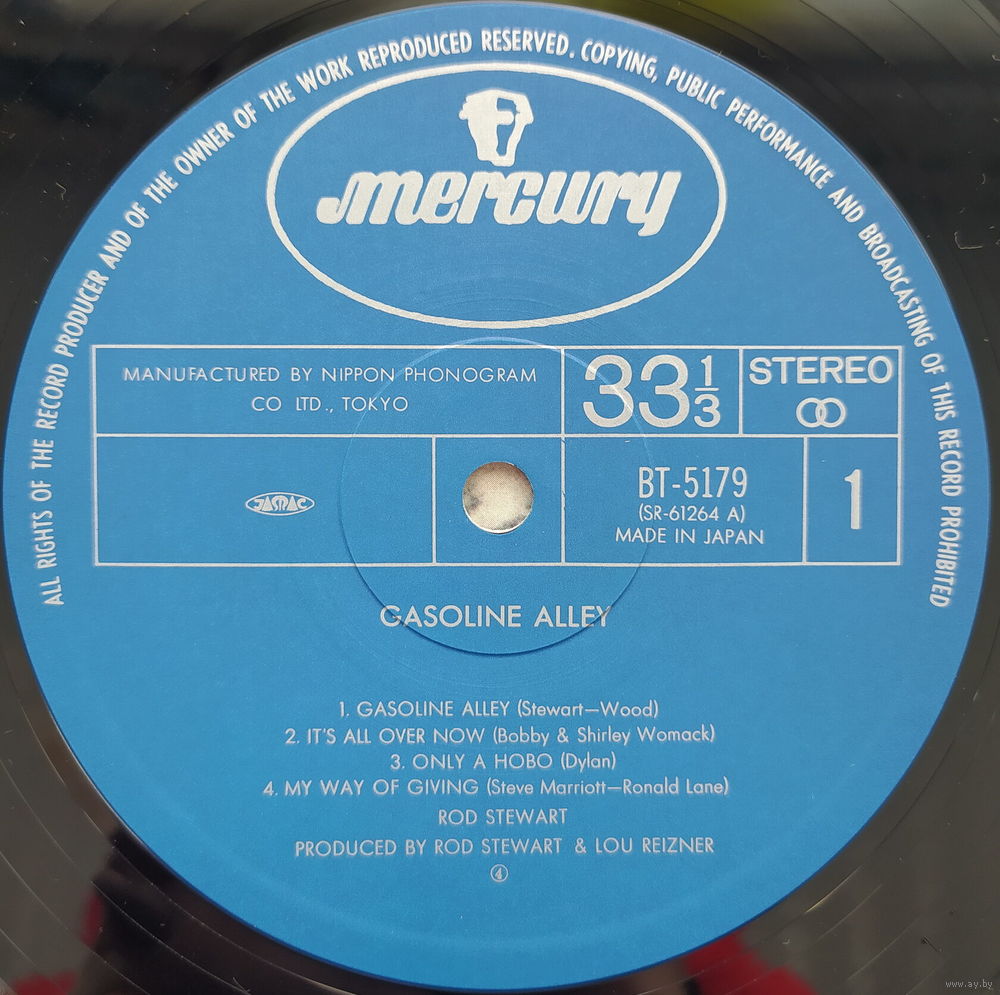 ALL RIGHTS OF THE RECORD PRODUCER AND OF THE OWNER OF THE WORK REPRODUCED RESERVED. COPYING, PUBLIC PERFORMANCE AND BROADCASTING OF THIS RECORD PROHIBITED
mercury
MANUFACTURED BY NIPPON PHONOGRAM
CO LTD., TOKYO
33 1/3
STEREO
JASRAC
BT-5179
(SR-61264 A)
MADE IN JAPAN
1
GASOLINE ALLEY
1. GASOLINE ALLEY (Stewart—Wood)
2. IT'S ALL OVER NOW (Bobby & Shirley Womack)
3. ONLY A HOBO (Dylan)
4. MY WAY OF GIVING (Steve Marriott—Ronald Lane)
ROD STEWART
PRODUCED BY ROD STEWART & LOU REIZNER
④
www.ay.by